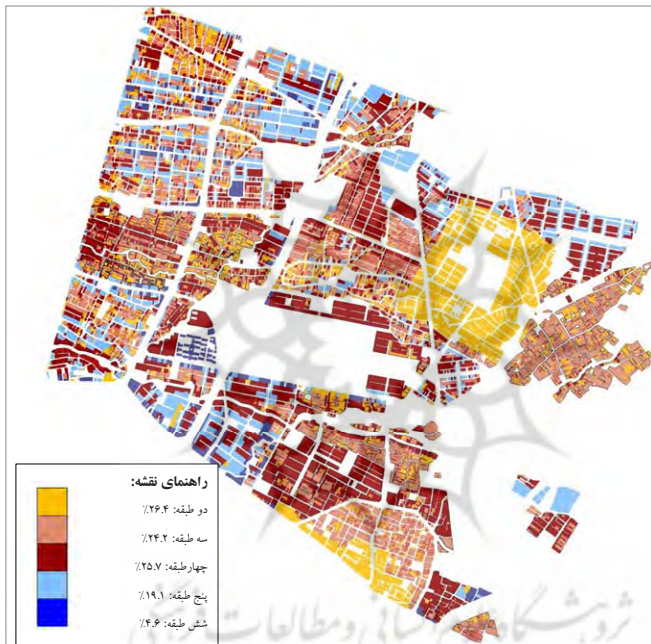 راهنمای نقشه:
دو طبقه: ۲۶.۴٪
سه طبقه: ۲۴.۲٪
چهارطبقه: ۲۵.۷٪
پنج طبقه: ۱۹.۱٪
شش طبقه: ۴.۶٪
و مطالعات